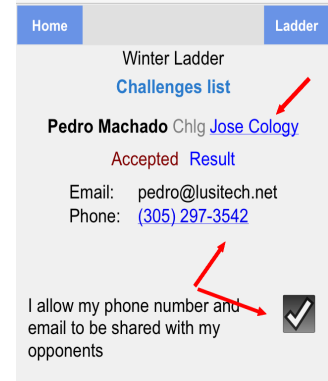 Home Ladder
Winter Ladder
Challenges list
Pedro Machado Chlg Jose Cology
Accepted Result
Email: pedro@lusitech.net
Phone: (305) 297-3542
I allow my phone number and
email to be shared with my
opponents